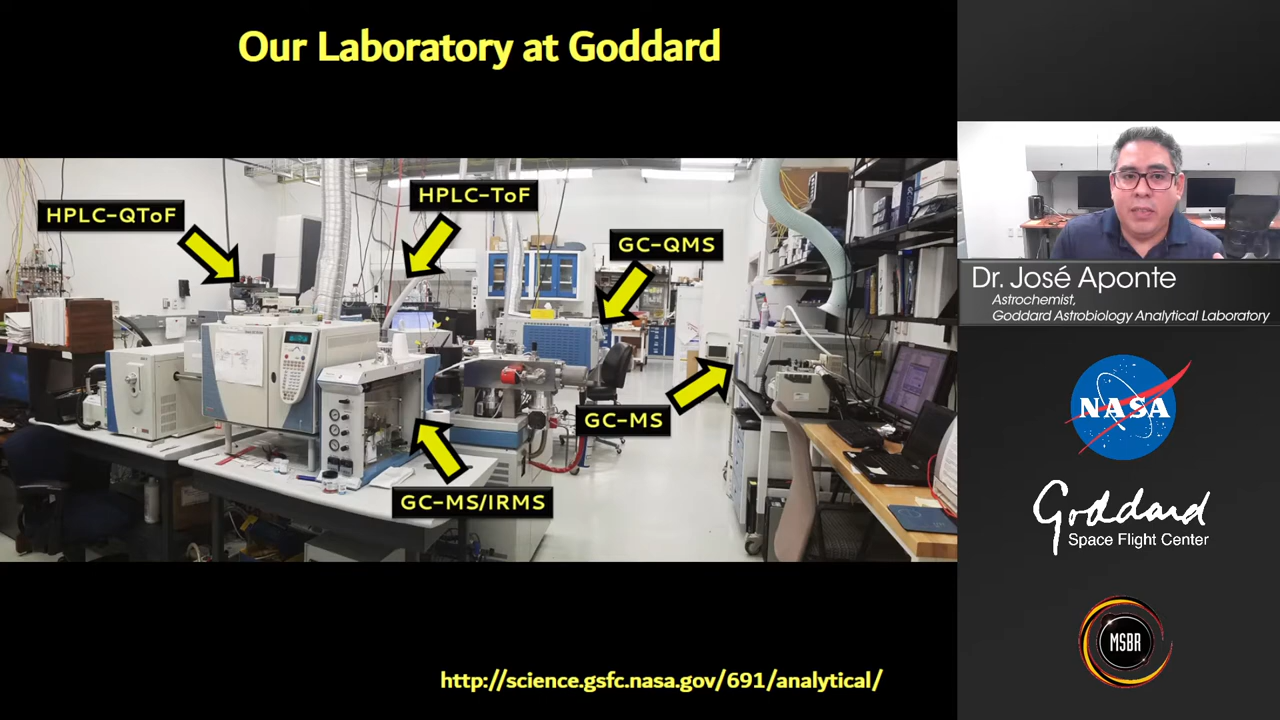 Our Laboratory at Goddard
HPLC-QToF
HPLC-ToF
GC-QMS
GC-MS
GC-MS/IRMS
http://science.gsfc.nasa.gov/691/analytical/
Dr. José Aponte
Astrochemist,
Goddard Astrobiology Analytical Laboratory
NASA
Goddard
Space Flight Center
MSBR